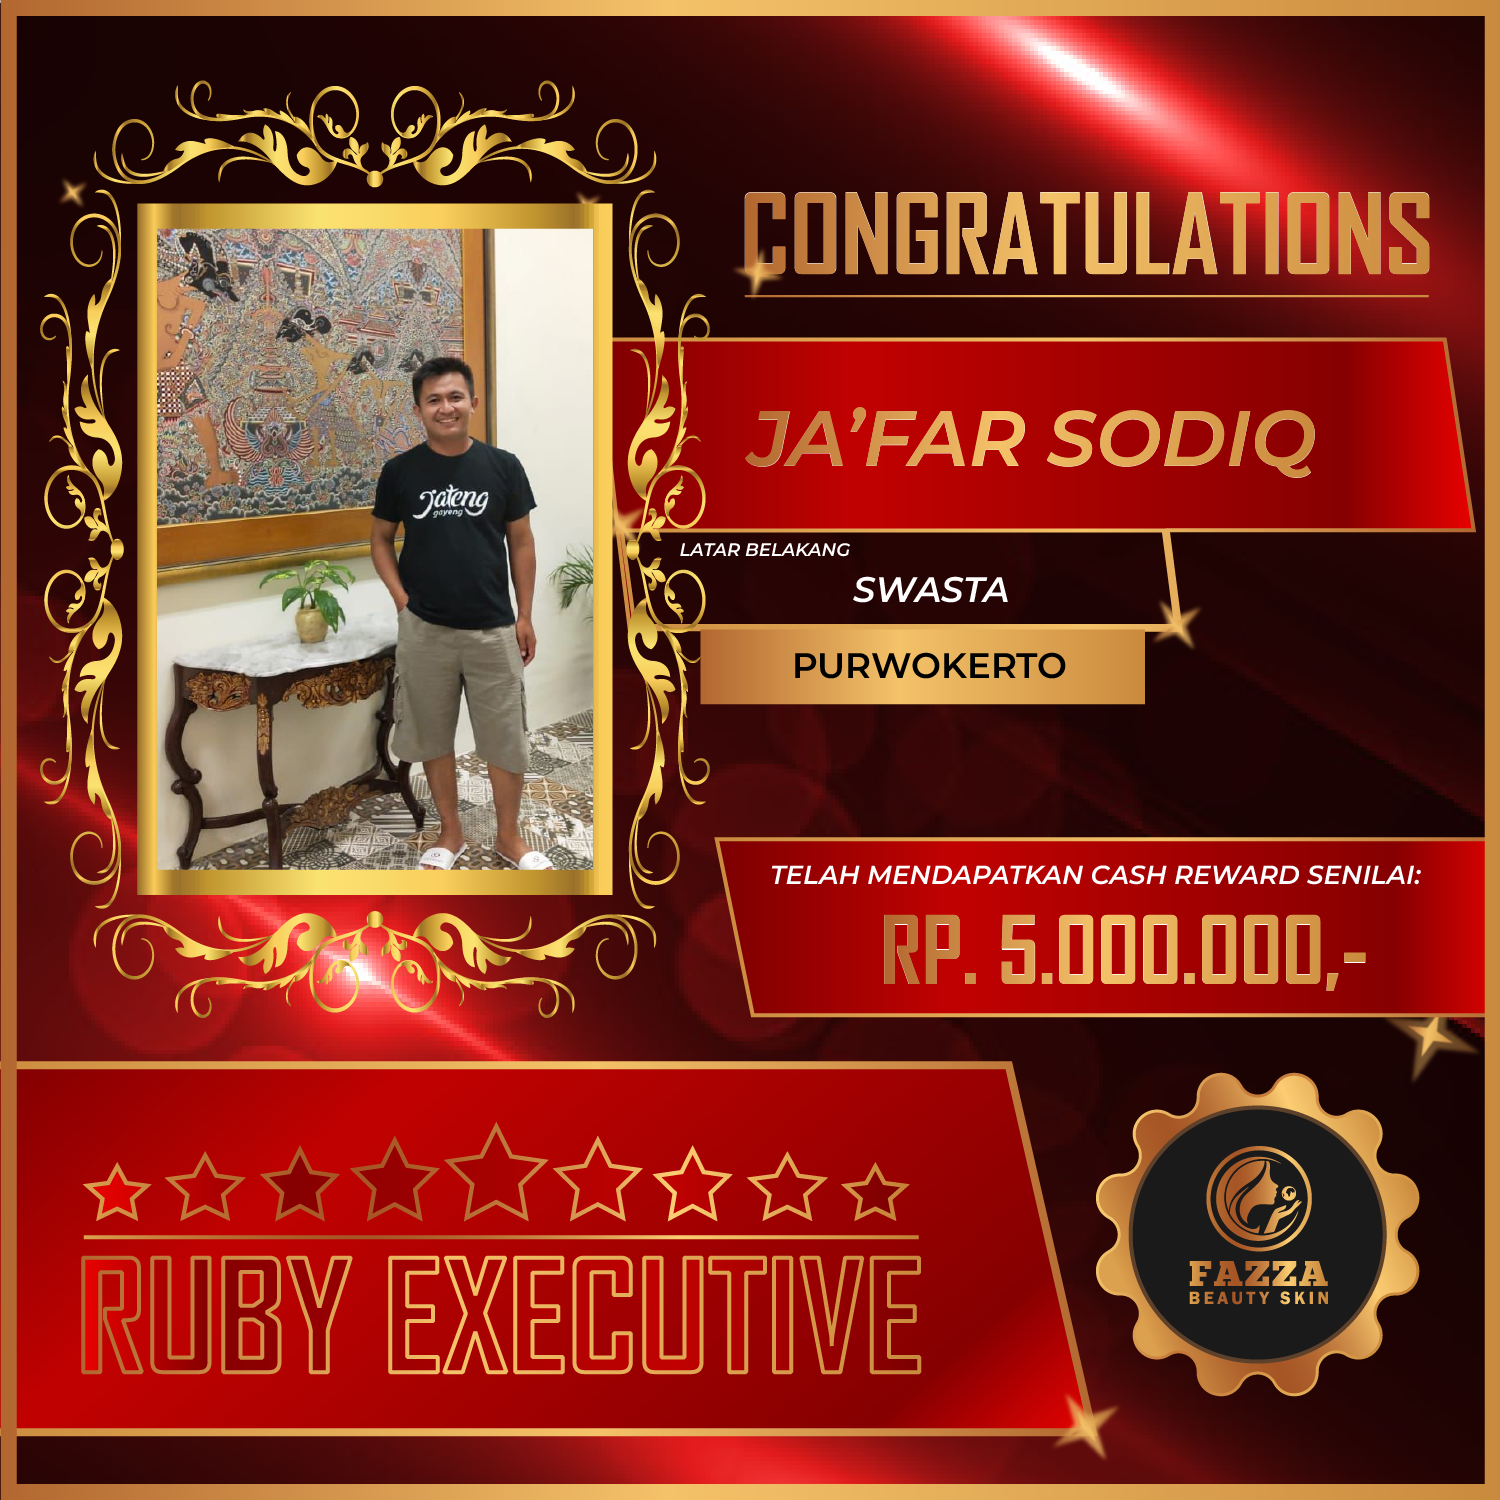 CONGRATULATIONS
JA’FAR SODIQ
LATAR BELAKANG
SWASTA
PURWOKERTO
Jateng
gayeng
TELAH MENDAPATKAN CASH REWARD SENILAI:
RP. 5.000.000,-
RUBY EXECUTIVE
FAZZA
BEAUTY SKIN